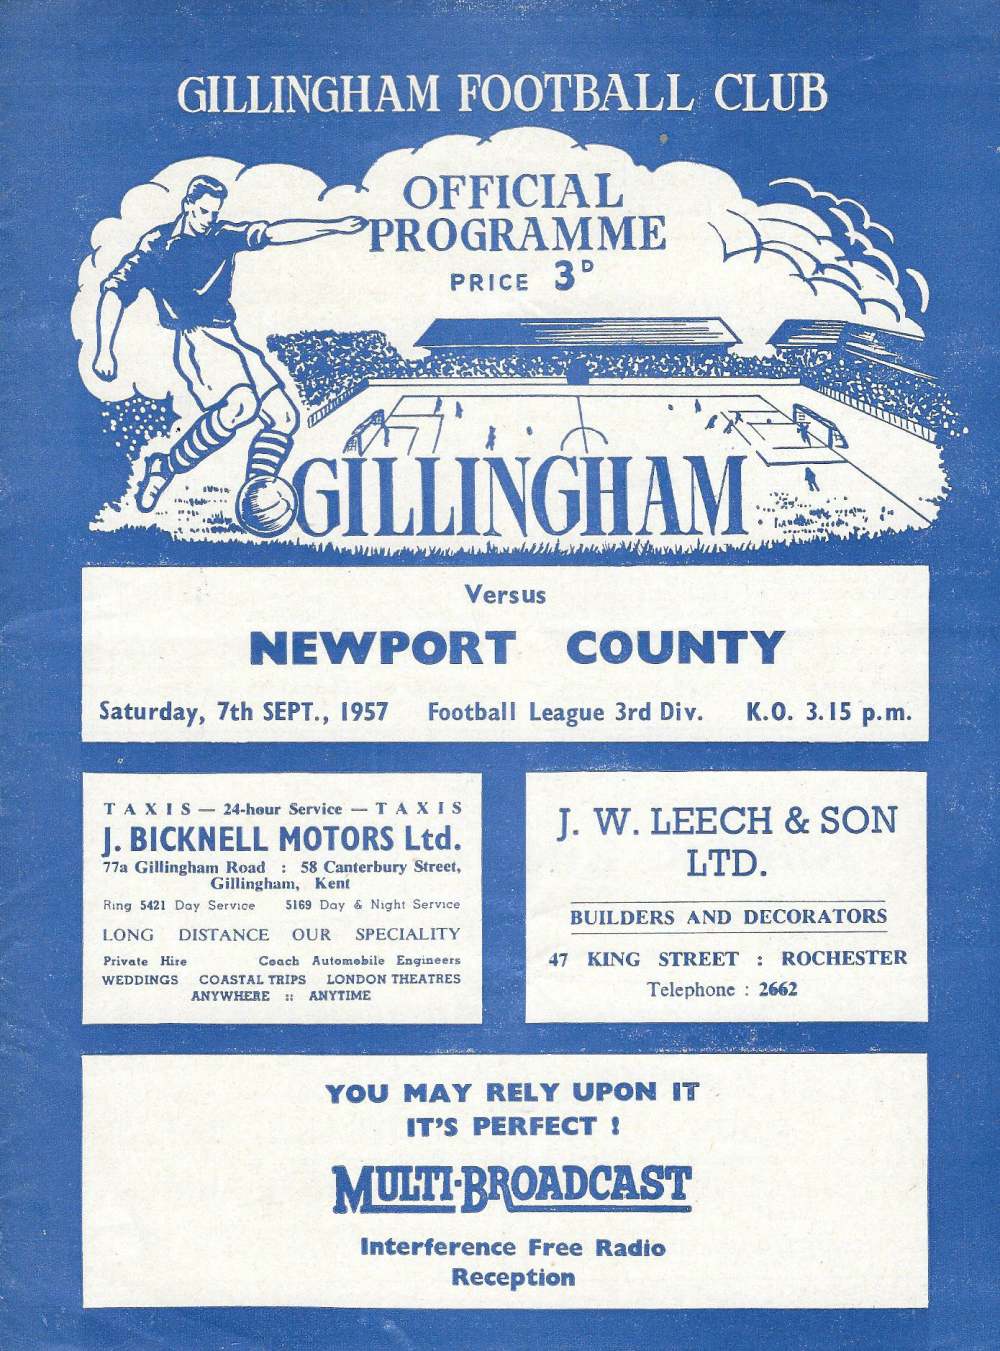 GILLINGHAM FOOTBALL CLUB
OFFICIAL
PROGRAMME
PRICE 3D
GILLINGHAM
Versus
NEWPORT COUNTY
Saturday, 7th SEPT., 1957 Football League 3rd Div. K.O. 3.15 p.m.
TAXIS — 24-hour Service — TAXIS
J. BICKNELL MOTORS Ltd.
77a Gillingham Road : 58 Canterbury Street,
Gillingham, Kent
Ring 5421 Day Service 5169 Day & Night Service
LONG DISTANCE OUR SPECIALITY
Private Hire Coach Automobile Engineers
WEDDINGS COASTAL TRIPS LONDON THEATRES
ANYWHERE :: ANYTIME
J. W. LEECH & SON
LTD.
BUILDERS AND DECORATORS
47 KING STREET : ROCHESTER
Telephone : 2662
YOU MAY RELY UPON IT
IT'S PERFECT !
MULTI-BROADCAST
Interference Free Radio
Reception